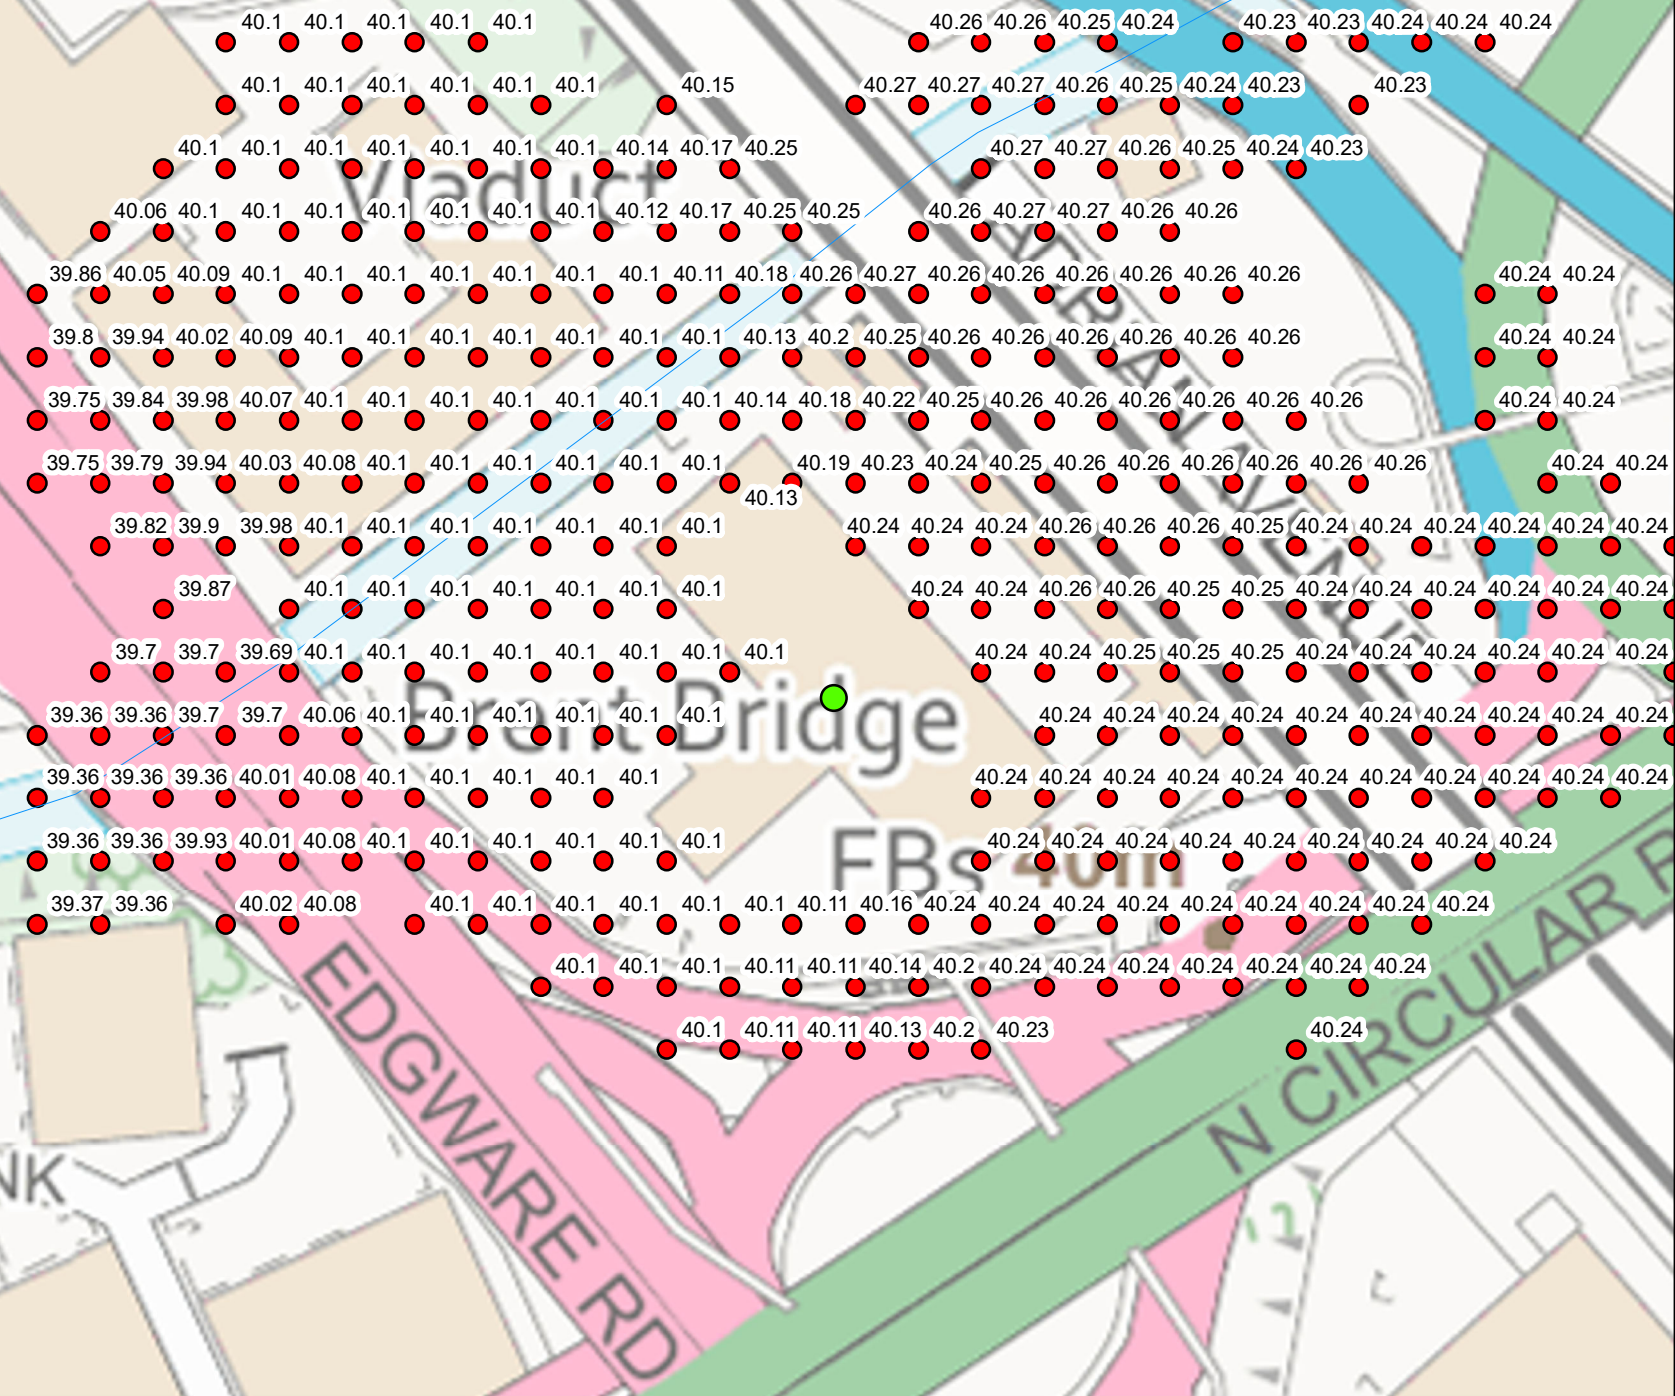 40.1 40.1 40.1 40.1 40.1 40.26 40.26 40.25 40.24 40.23 40.23 40.24 40.24 40.24
40.1 40.1 40.1 40.1 40.1 40.1 40.15 40.27 40.27 40.27 40.26 40.25 40.24 40.23 40.23
40.1 40.1 40.1 40.1 40.1 40.1 40.1 40.14 40.17 40.25 40.27 40.27 40.26 40.25 40.24 40.23
Viaduct
40.06 40.1 40.1 40.1 40.1 40.1 40.1 40.1 40.12 40.17 40.25 40.25 40.26 40.27 40.27 40.26 40.26
39.86 40.05 40.09 40.1 40.1 40.1 40.1 40.1 40.1 40.1 40.11 40.18 40.26 40.27 40.26 40.26 40.26 40.26 40.26 40.26 40.24 40.24
39.8 39.94 40.02 40.09 40.1 40.1 40.1 40.1 40.1 40.1 40.1 40.13 40.2 40.25 40.26 40.26 40.26 40.26 40.26 40.26 40.24 40.24
39.75 39.84 39.98 40.07 40.1 40.1 40.1 40.1 40.1 40.1 40.1 40.14 40.18 40.22 40.25 40.26 40.26 40.26 40.26 40.26 40.26 40.24 40.24
39.75 39.79 39.94 40.03 40.08 40.1 40.1 40.1 40.1 40.1 40.1 40.19 40.23 40.24 40.25 40.26 40.26 40.26 40.26 40.26 40.26 40.24 40.24
40.13
39.82 39.9 39.98 40.1 40.1 40.1 40.1 40.1 40.1 40.1 40.24 40.24 40.24 40.26 40.26 40.26 40.25 40.24 40.24 40.24 40.24 40.24 40.24
39.87 40.1 40.1 40.1 40.1 40.1 40.1 40.1 40.24 40.24 40.26 40.26 40.25 40.25 40.24 40.24 40.24 40.24 40.24 40.24
39.7 39.7 39.69 40.1 40.1 40.1 40.1 40.1 40.1 40.1 40.1 40.24 40.24 40.25 40.25 40.25 40.24 40.24 40.24 40.24 40.24 40.24
39.36 39.36 39.7 39.7 40.06 40.1 40.1 40.1 40.1 40.1 40.1 40.24 40.24 40.24 40.24 40.24 40.24 40.24 40.24 40.24 40.24
Brent Bridge
39.36 39.36 39.36 40.01 40.08 40.1 40.1 40.1 40.1 40.1 40.24 40.24 40.24 40.24 40.24 40.24 40.24 40.24 40.24 40.24 40.24
39.36 39.36 39.93 40.01 40.08 40.1 40.1 40.1 40.1 40.1 40.1 40.24 40.24 40.24 40.24 40.24 40.24 40.24 40.24 40.24
FBs 40m
39.37 39.36 40.02 40.08 40.1 40.1 40.1 40.1 40.1 40.1 40.11 40.16 40.24 40.24 40.24 40.24 40.24 40.24 40.24 40.24 40.24
40.1 40.1 40.1 40.11 40.11 40.14 40.2 40.24 40.24 40.24 40.24 40.24 40.24 40.24
40.1 40.11 40.11 40.13 40.2 40.23 40.24
EDGWARE RD
N CIRCULAR R
NK